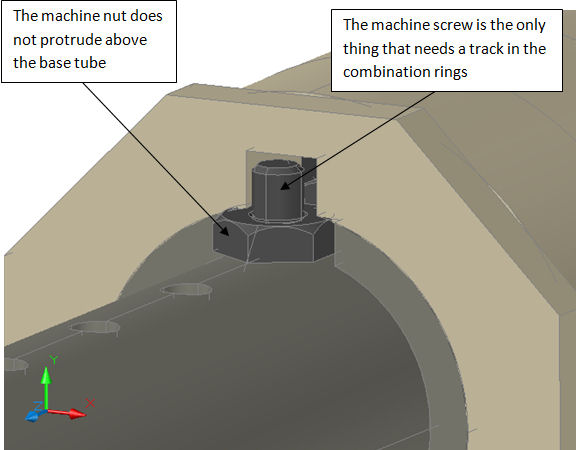 The machine nut does
not protrude above
the base tube
The machine screw is the only
thing that needs a track in the
combination rings
Y
Z
X